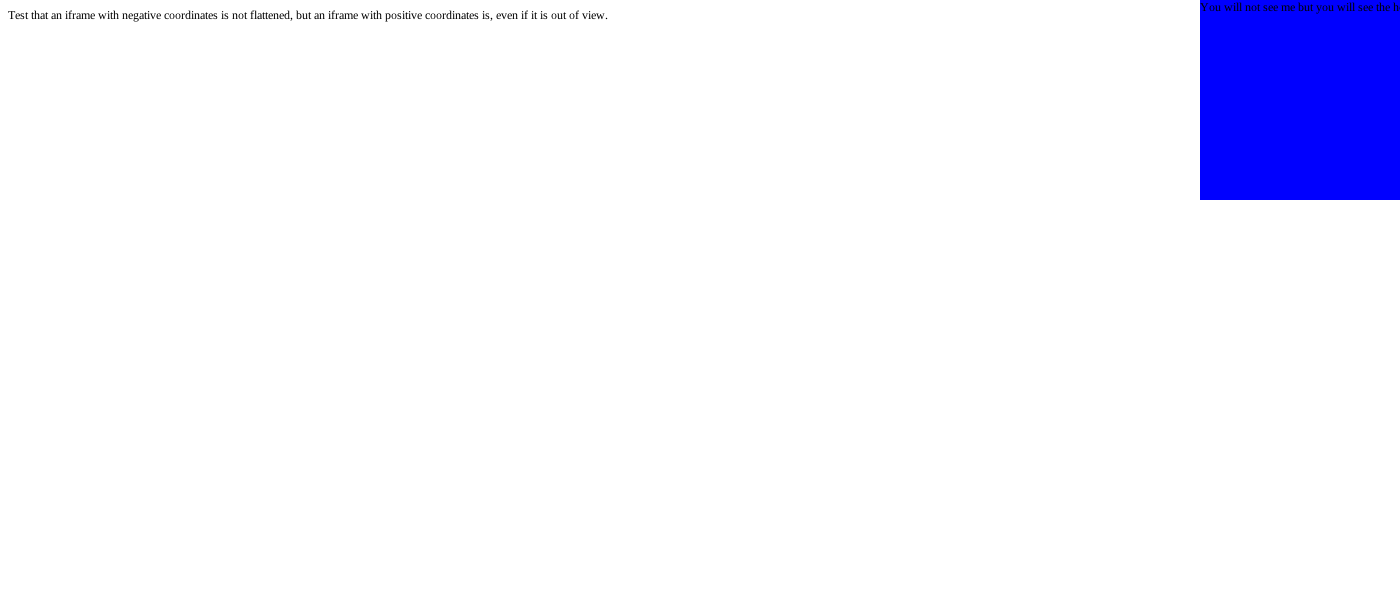 Test that an iframe with negative coordinates is not flattened, but an iframe with positive coordinates is, even if it is out of view.
You will not see me but you will see the